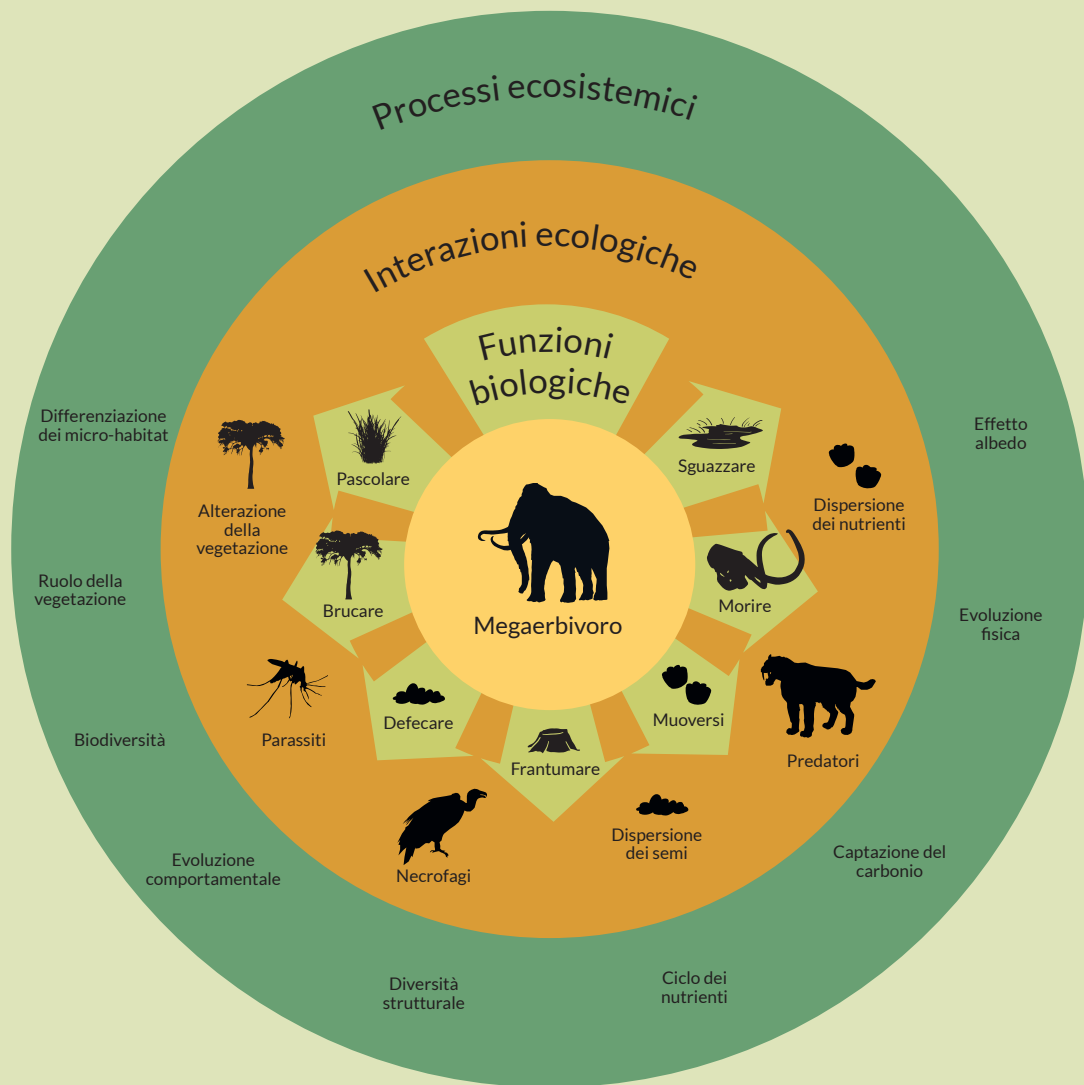 Processi ecosistemici
Interazioni ecologiche
Funzioni
biologiche
Differenziazione
dei micro-habitat
Effetto
albedo
Pascolare
Sguazzare
Alterazione
della
vegetazione
Dispersione
dei nutrienti
Ruolo della
vegetazione
Brucare
Megaerbivoro
Morire
Evoluzione
fisica
Biodiversità
Parassiti
Defecare
Frantumare
Muoversi
Predatori
Evoluzione
comportamentale
Necrofagi
Dispersione
dei semi
Captazione del
carbonio
Diversità
strutturale
Ciclo dei
nutrienti